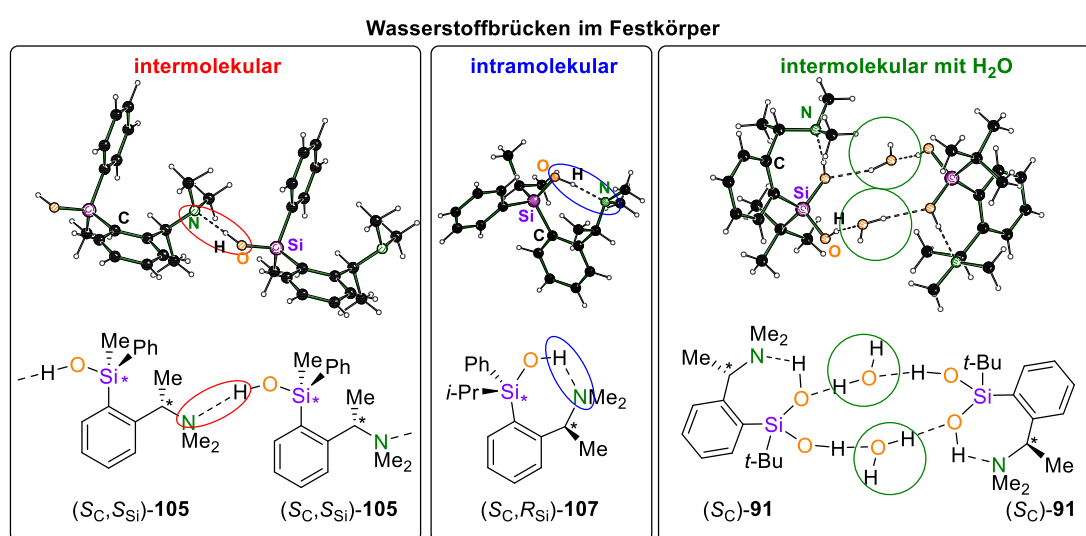 Wasserstoffbrücken im Festkörper
intermolekular
N
C
H
O
Si
Me
Ph
H
O
Si
*
Me
*
N
Me2
H
O
Me
Ph
Si
*
Me
*
N
Me2
(SC,SSi)-105
(SC,SSi)-105
intramolekular
O
H
N
Si
C
Ph
O
H
i-Pr
Si
*
NMe2
*
Me
(SC,RSi)-107
intermolekular mit H2O
N
C
Si
H
O
Me
*
Me2
N
H
O
Si
t-Bu
O
H
H
H
O
H
O
H
H
O
t-Bu
Si
O
H
N
Me2
*
Me
(SC)-91
(SC)-91